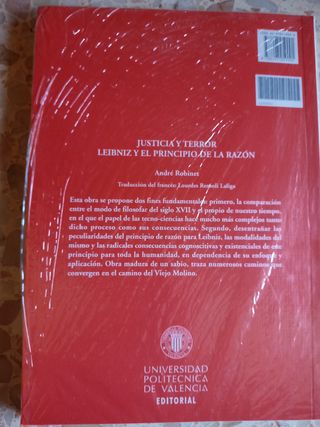 JUSTICIA Y TERROR
LEIBNIZ Y EL PRINCIPIO DE LA RAZÓN
André Robinet
Traducción del francés: Lourdes Rensoli Laliga
Esta obra se propone dos fines fundamentales: primero, la comparación
entre el modo de filosofar del siglo XVII y el propio de nuestro tiempo,
en el que el papel de las tecno-ciencias hace mucho más complejos tanto
dicho proceso como sus consecuencias. Segundo, desentrañar las
peculiaridades del principio de razón para Leibniz, las modalidades del
mismo y las radicales consecuencias cognoscitivas y existenciales de este
principio para toda la humanidad, en dependencia de su enfoque y
aplicación. Obra madura de un sabio, traza numerosos caminos que
convergen en el camino del Viejo Molino.
UNIVERSIDAD
POLITECNICA
DE VALENCIA
EDITORIAL